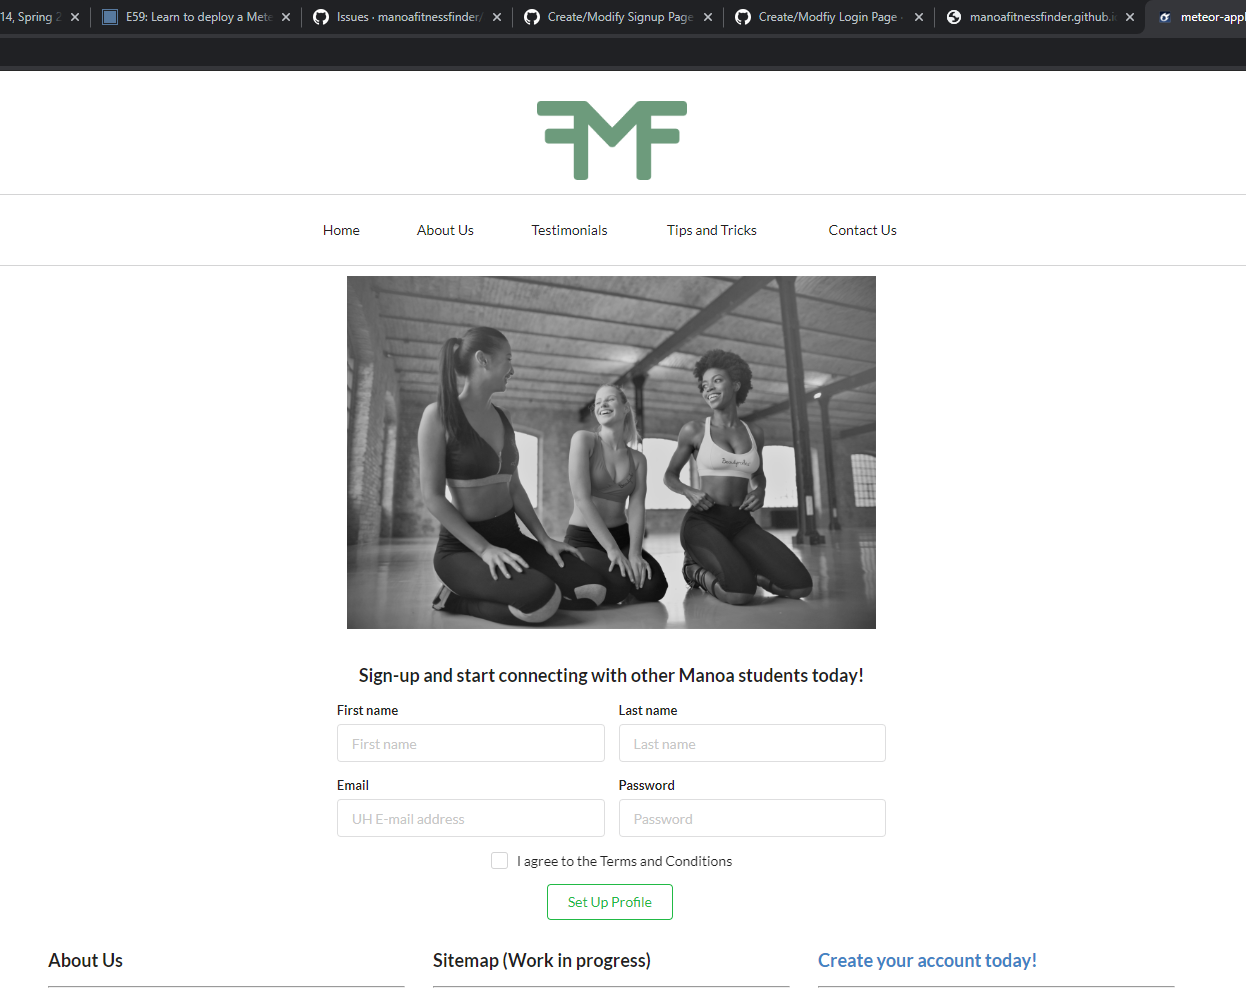 14, Spring 2
E59: Learn to deploy a Mete
Issues · manoafitnessfinder/
Create/Modify Signup Page
Create/Modfiy Login Page ·
manoafitnessfinder.github.i
meteor-appl
FMF
Home
About Us
Testimonials
Tips and Tricks
Contact Us
Sign-up and start connecting with other Manoa students today!
First name
Last name
First name
Last name
Email
Password
UH E-mail address
Password
I agree to the Terms and Conditions
Set Up Profile
About Us
Sitemap (Work in progress)
Create your account today!